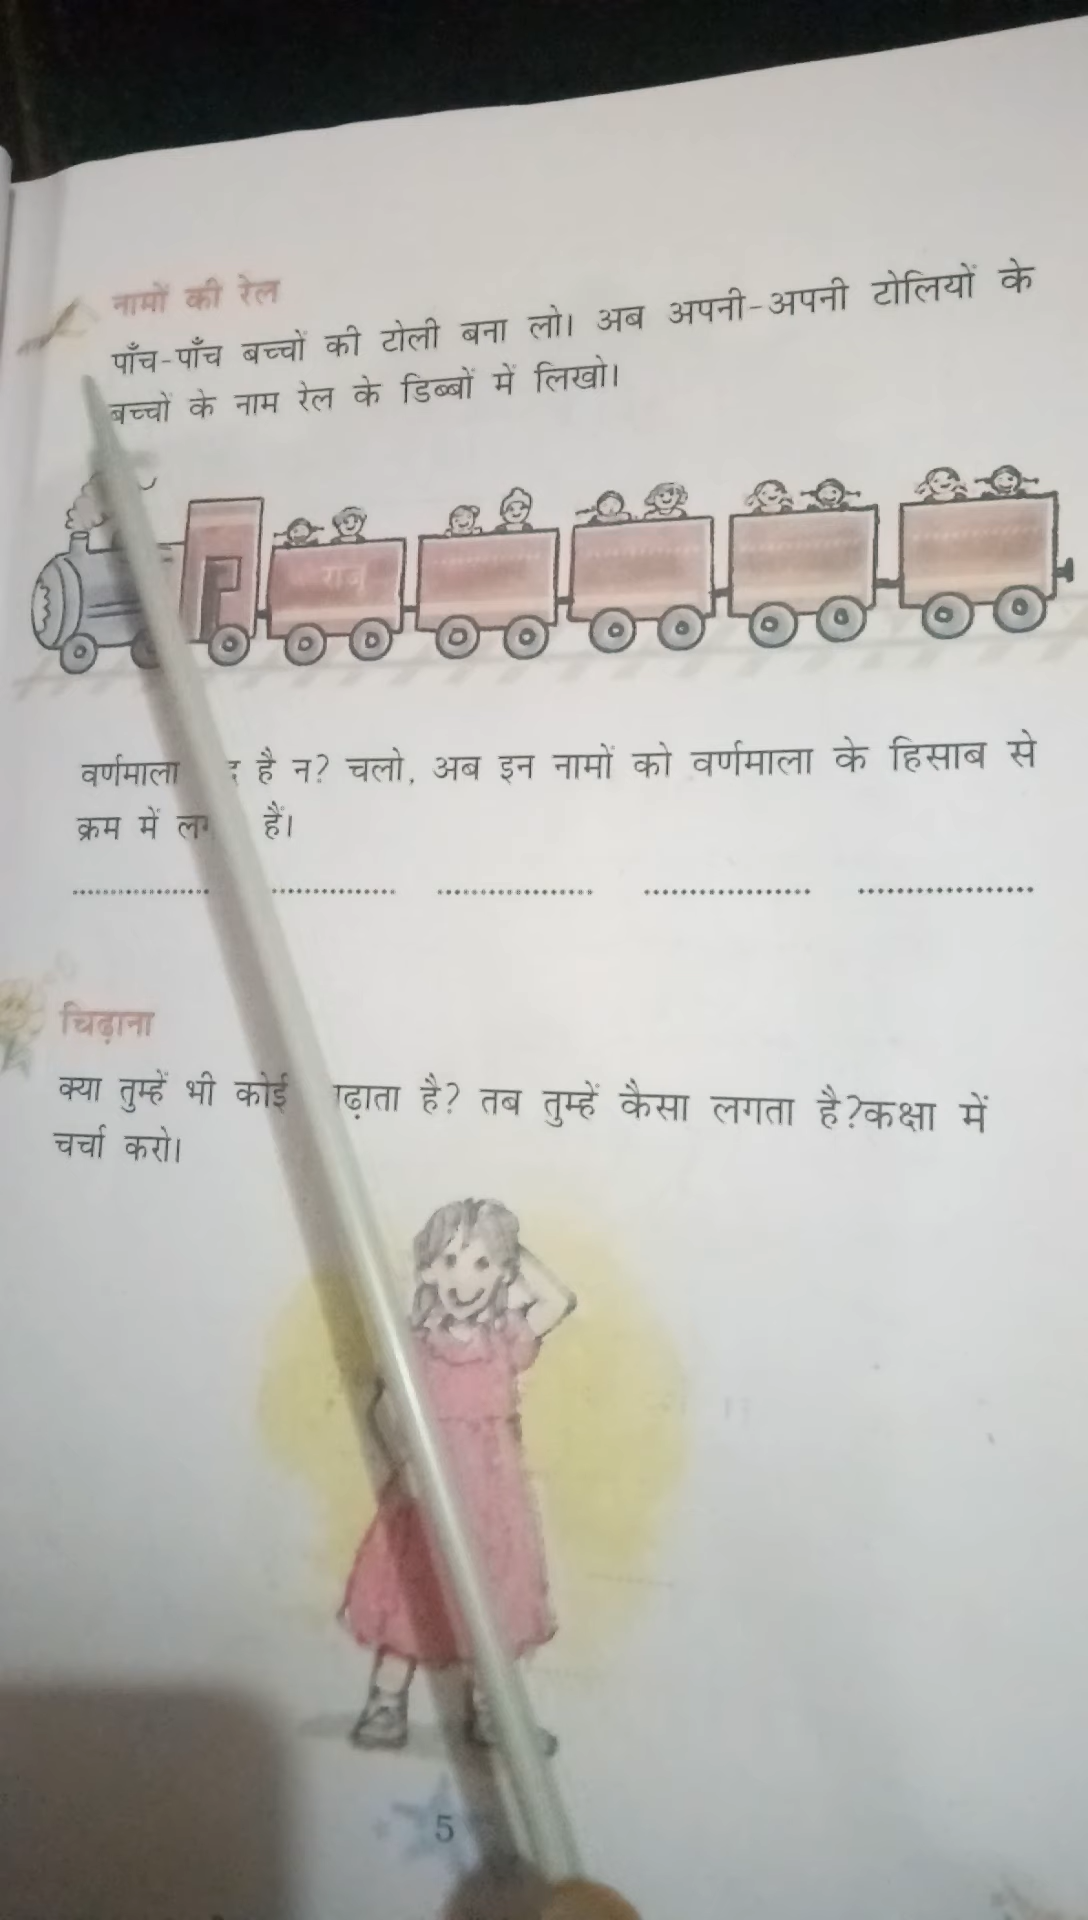 नामों की रेल
पाँच-पाँच बच्चों की टोली बना लो। अब अपनी-अपनी टोलियों के
बच्चों के नाम रेल के डिब्बों में लिखो।
राजू
वर्णमाला है न? चलो, अब इन नामों को वर्णमाला के हिसाब से
क्रम में हैं।
चिढ़ाना
क्या तुम्हें भी कोई है? तब तुम्हें कैसा लगता है?कक्षा में
चर्चा करो।
5